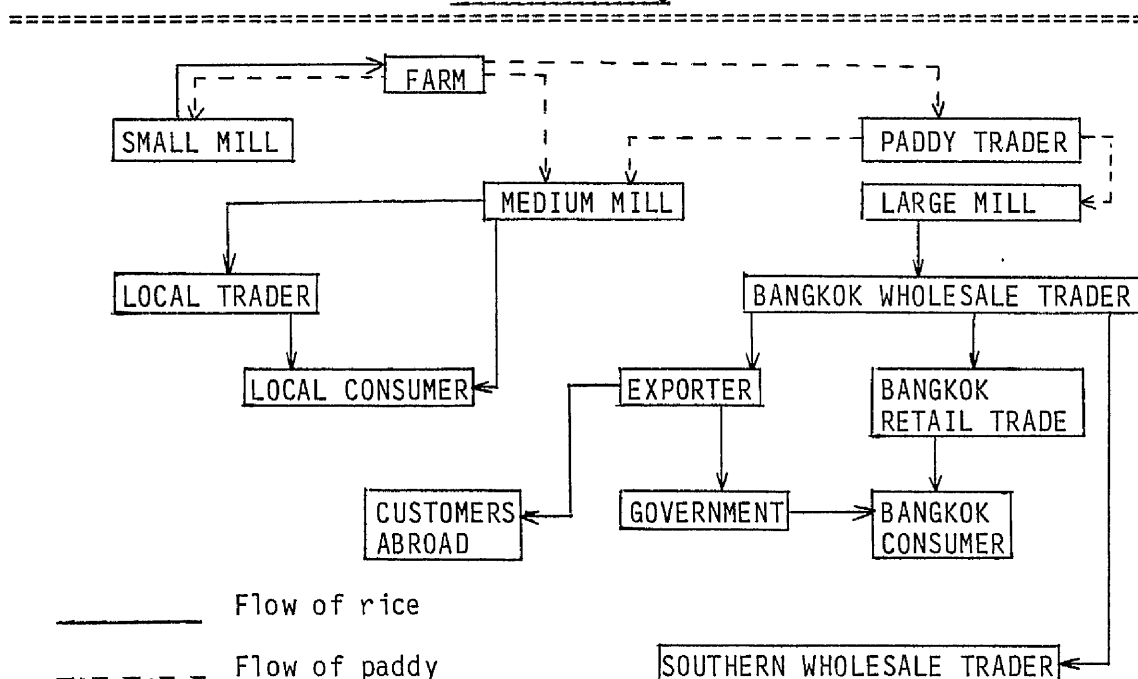 FARM
SMALL MILL
PADDY TRADER
MEDIUM MILL
LARGE MILL
LOCAL TRADER
BANGKOK WHOLESALE TRADER
LOCAL CONSUMER
EXPORTER
BANGKOK
RETAIL TRADE
CUSTOMERS
ABROAD
GOVERNMENT
BANGKOK
CONSUMER
Flow of rice
Flow of paddy
SOUTHERN WHOLESALE TRADER